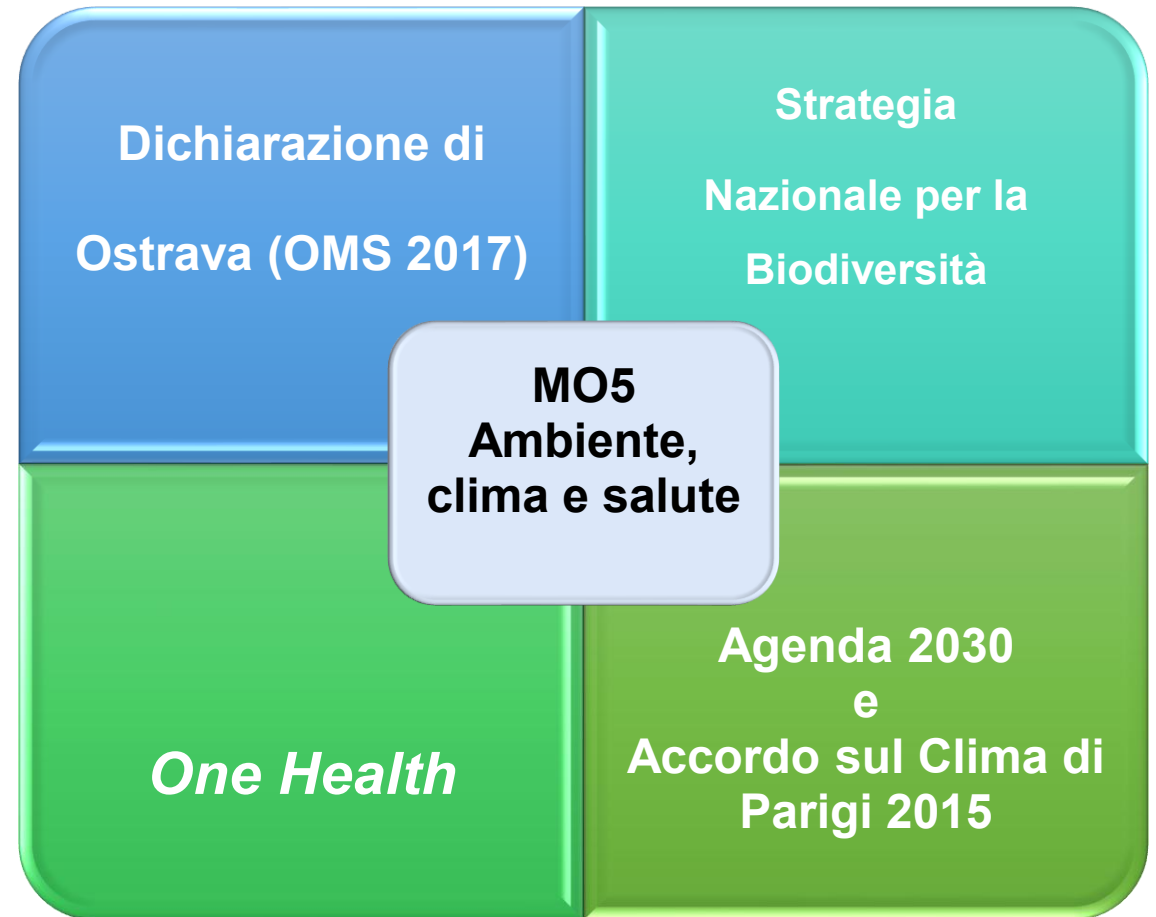 Dichiarazione di
Ostrava (OMS 2017)
Strategia
Nazionale per la
Biodiversità
MO5
Ambiente,
clima e salute
One Health
Agenda 2030
e
Accordo sul Clima di
Parigi 2015